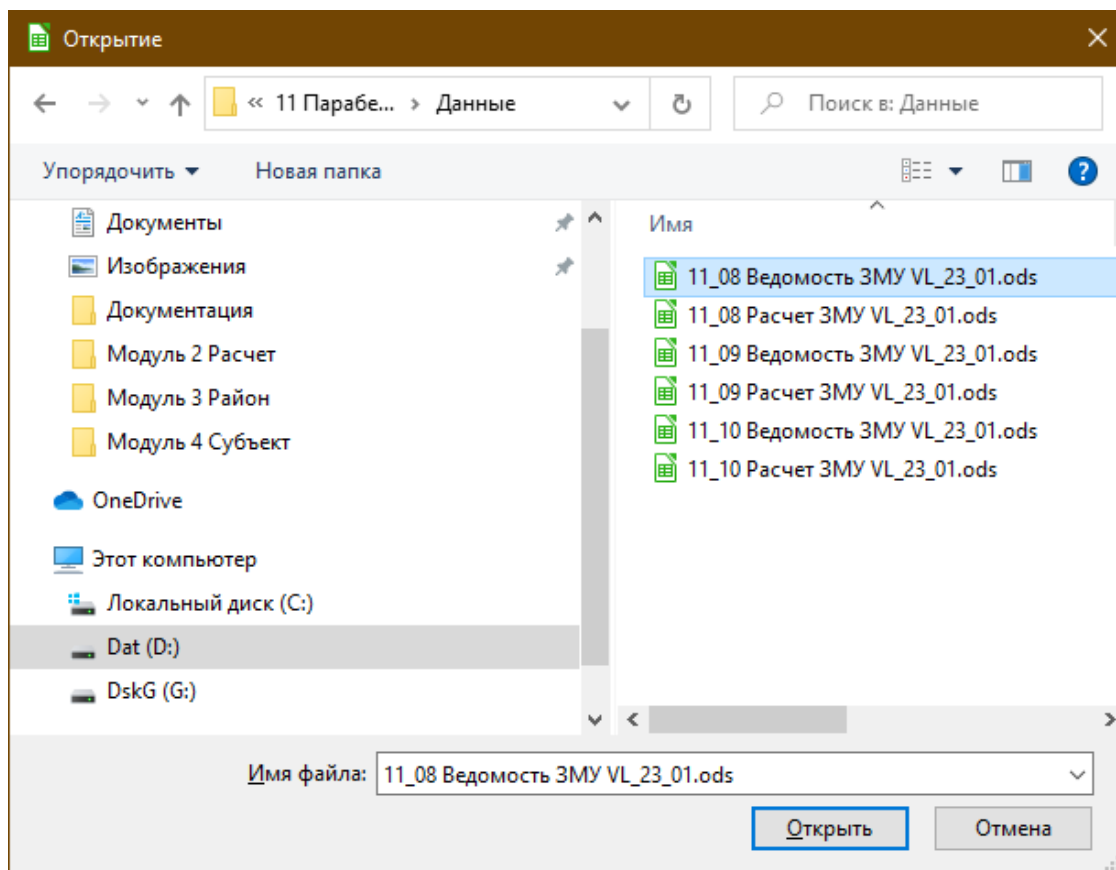 Открытие
« 11 Парабе... › Данные
Поиск в: Данные
Упорядочить
Новая папка
Документы
Изображения
Документация
Модуль 2 Расчет
Модуль 3 Район
Модуль 4 Субъект
OneDrive
Этот компьютер
Локальный диск (C:)
Dat (D:)
DskG (G:)
Имя
11_08 Ведомость ЗМУ VL_23_01.ods
11_08 Расчет ЗМУ VL_23_01.ods
11_09 Ведомость ЗМУ VL_23_01.ods
11_09 Расчет ЗМУ VL_23_01.ods
11_10 Ведомость ЗМУ VL_23_01.ods
11_10 Расчет ЗМУ VL_23_01.ods
Имя файла: 11_08 Ведомость ЗМУ VL_23_01.ods
Открыть
Отмена